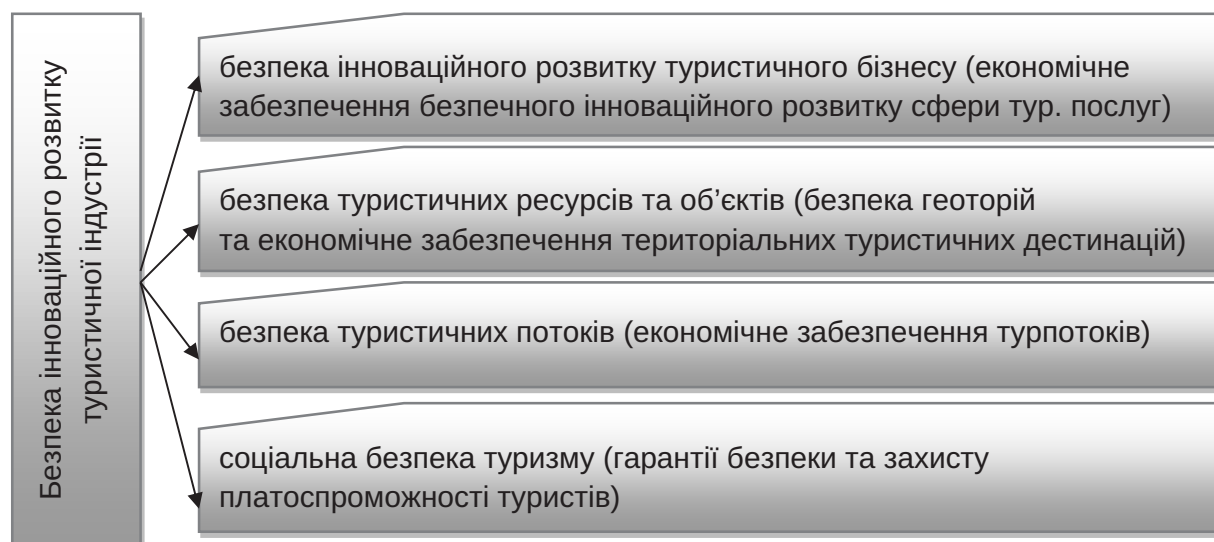 Безпека інноваційного розвитку
туристичної індустрії
безпека інноваційного розвитку туристичного бізнесу (економічне
забезпечення безпечного інноваційного розвитку сфери тур. послуг)
безпека туристичних ресурсів та об’єктів (безпека геоторій
та економічне забезпечення територіальних туристичних дестинацій)
безпека туристичних потоків (економічне забезпечення турпотоків)
соціальна безпека туризму (гарантії безпеки та захисту
платоспроможності туристів)